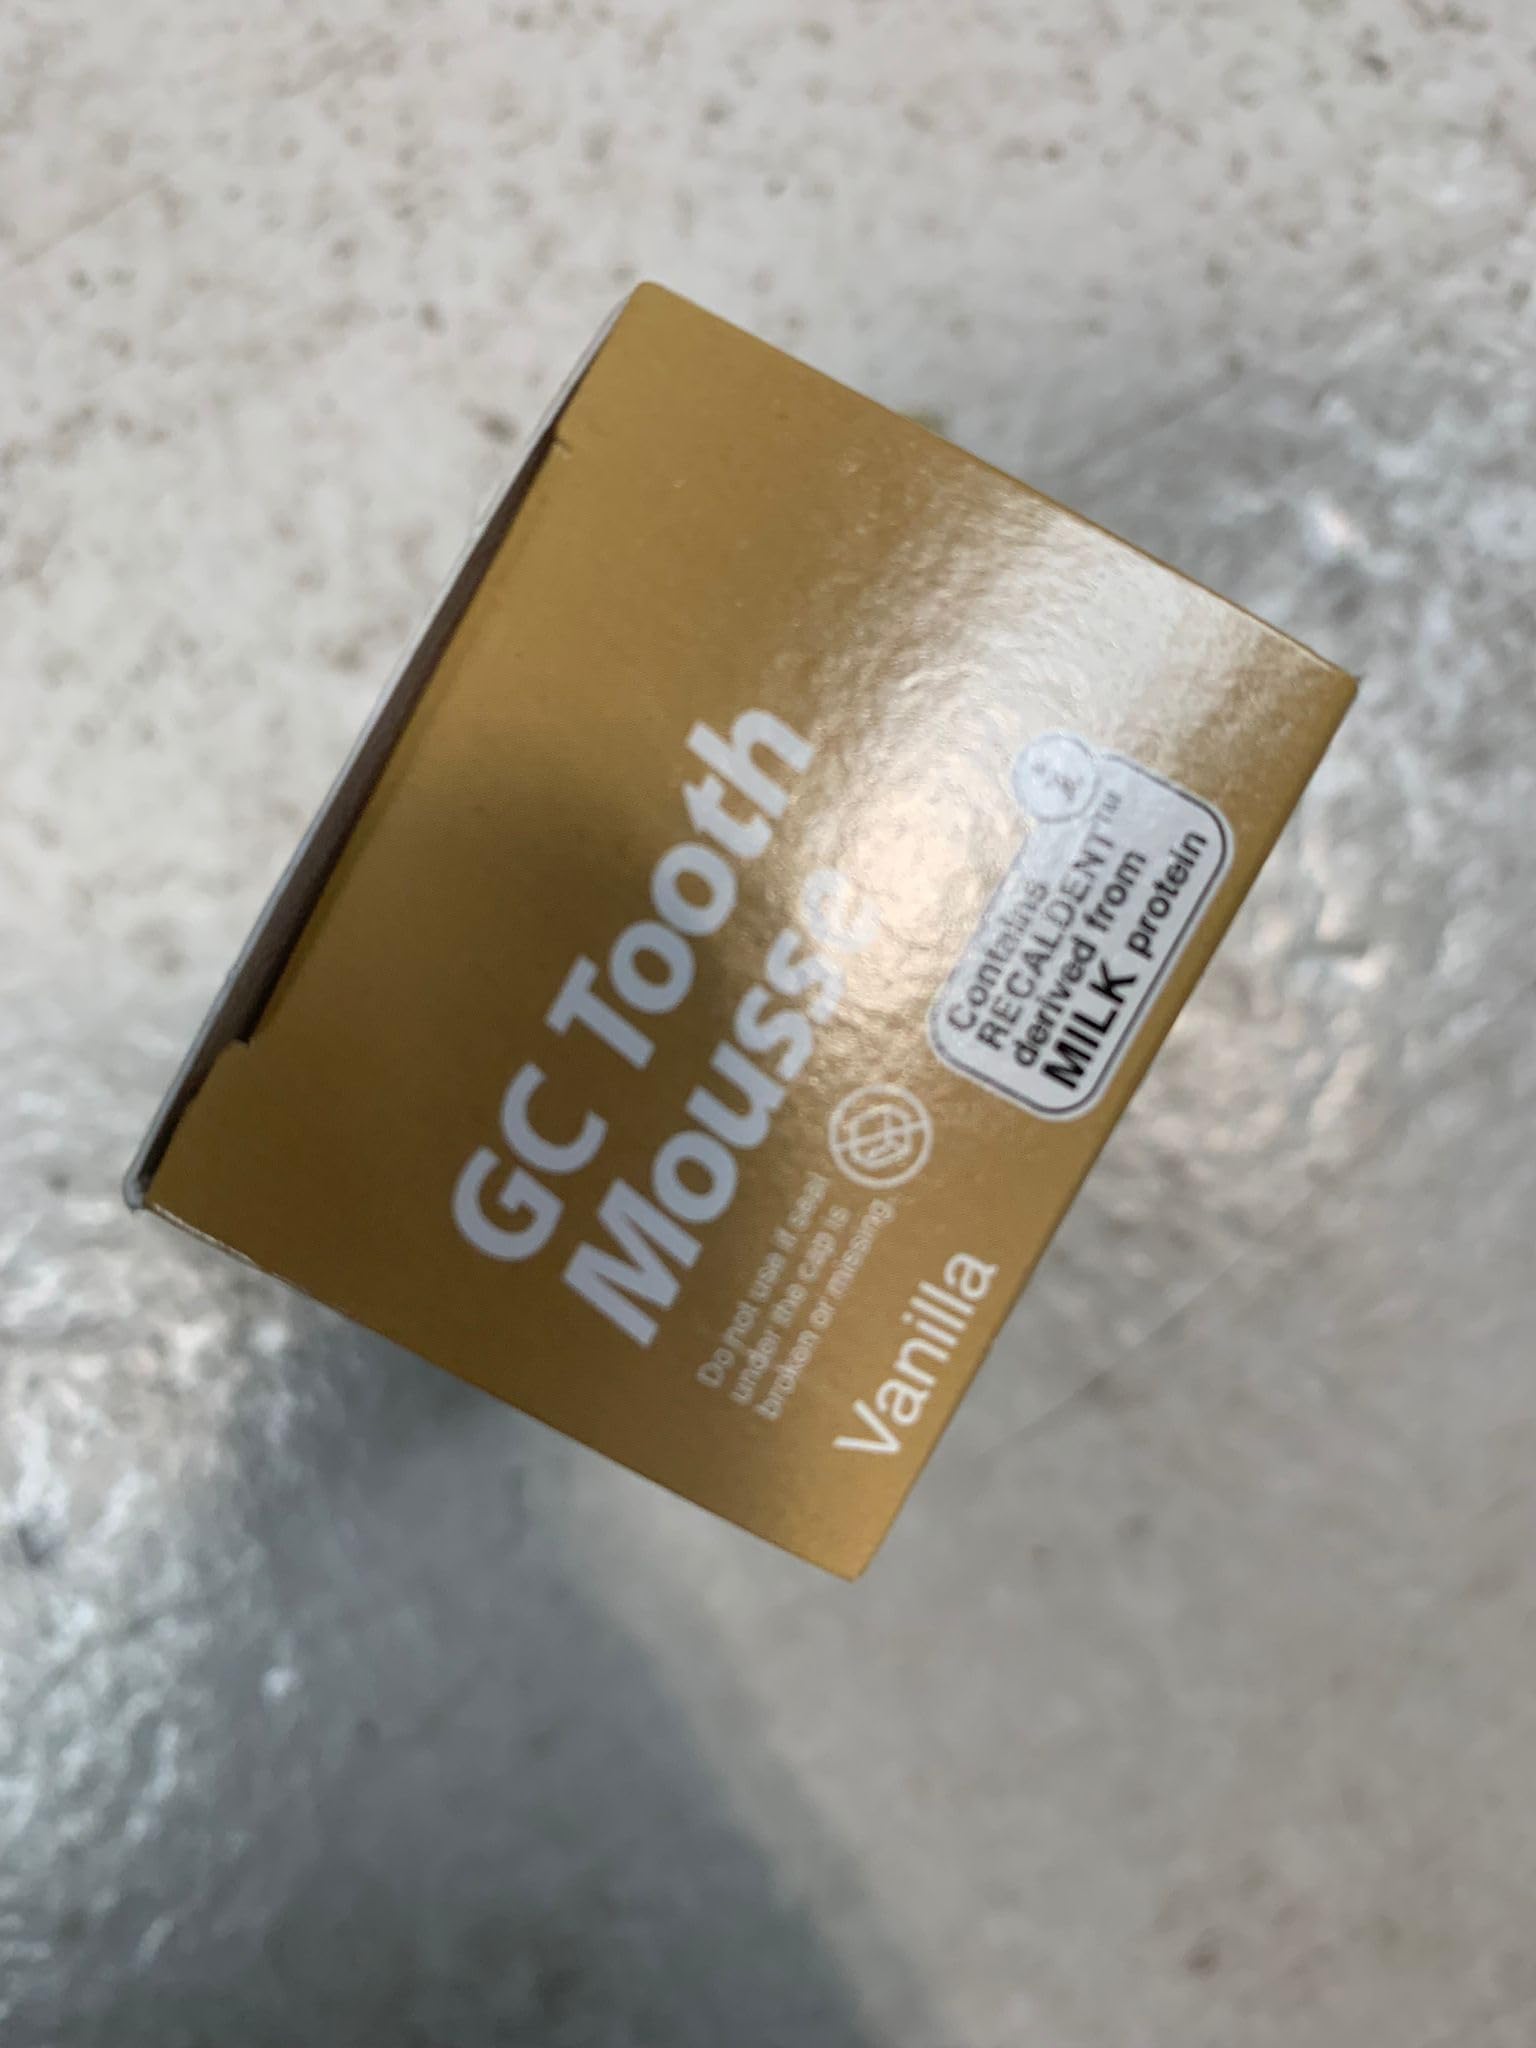 GC Tooth
Mousse
Do not use if seal
under the cap is
broken or missing.
Vanilla
Contains
RECALDENT™
derived from
MILK protein